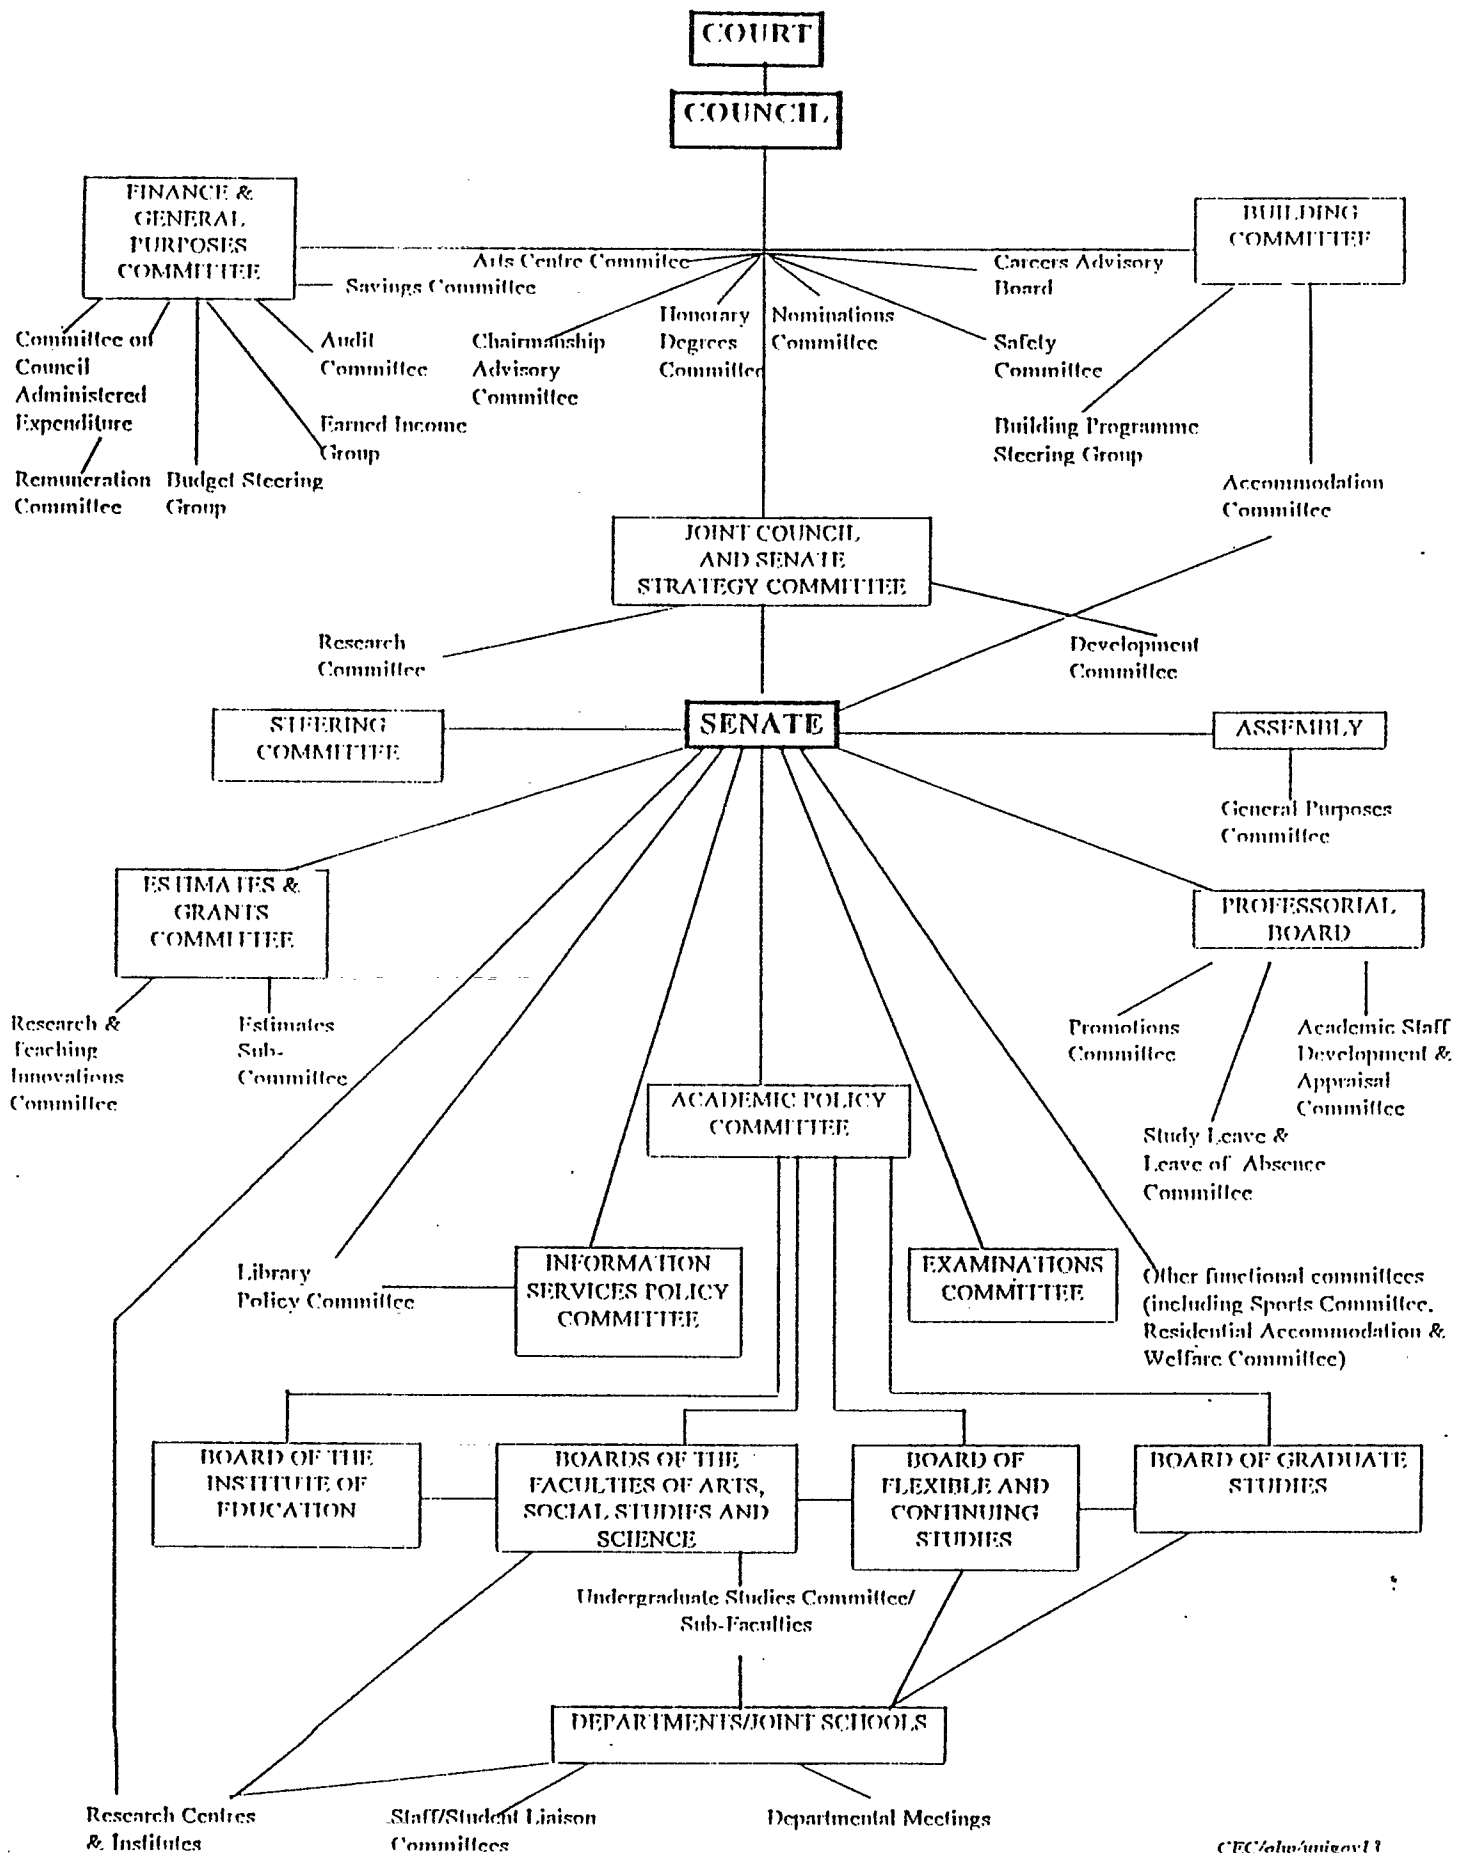 COURT
COUNCIL
FINANCE &
GENERAL
PURPOSES
COMMITTEE
BUILDING
COMMITTEE
Arts Centre Committee
Savings Committee
Careers Advisory
Board
Committee on
Council
Administered
Expenditure
Audit
Committee
Chairmanship
Advisory
Committee
Honorary
Degrees
Committee
Nominations
Committee
Safety
Committee
Earned Income
Group
Building Programme
Steering Group
Remuneration
Committee
Budget Steering
Group
Accommodation
Committee
JOINT COUNCIL
AND SENATE
STRATEGY COMMITTEE
Research
Committee
Development
Committee
STEERING
COMMITTEE
SENATE
ASSEMBLY
General Purposes
Committee
ESTIMATES &
GRANTS
COMMITTEE
PROFESSORIAL
BOARD
Research &
Teaching
Innovations
Committee
Estimates
Sub-
Committee
Promotions
Committee
Academic Staff
Development &
Appraisal
Committee
ACADEMIC POLICY
COMMITTEE
Study Leave &
Leave of Absence
Committee
Library
Policy Committee
INFORMATION
SERVICES POLICY
COMMITTEE
EXAMINATIONS
COMMITTEE
Other functional committees
(including Sports Committee,
Residential Accommodation &
Welfare Committee)
BOARD OF THE
INSTITUTE OF
EDUCATION
BOARDS OF THE
FACULTIES OF ARTS,
SOCIAL STUDIES AND
SCIENCE
BOARD OF
FLEXIBLE AND
CONTINUING
STUDIES
BOARD OF GRADUATE
STUDIES
Undergraduate Studies Committee/
Sub-Faculties
DEPARTMENTS/JOINT SCHOOLS
Research Centres
& Institutes
Staff/Student Liaison
Committees
Departmental Meetings